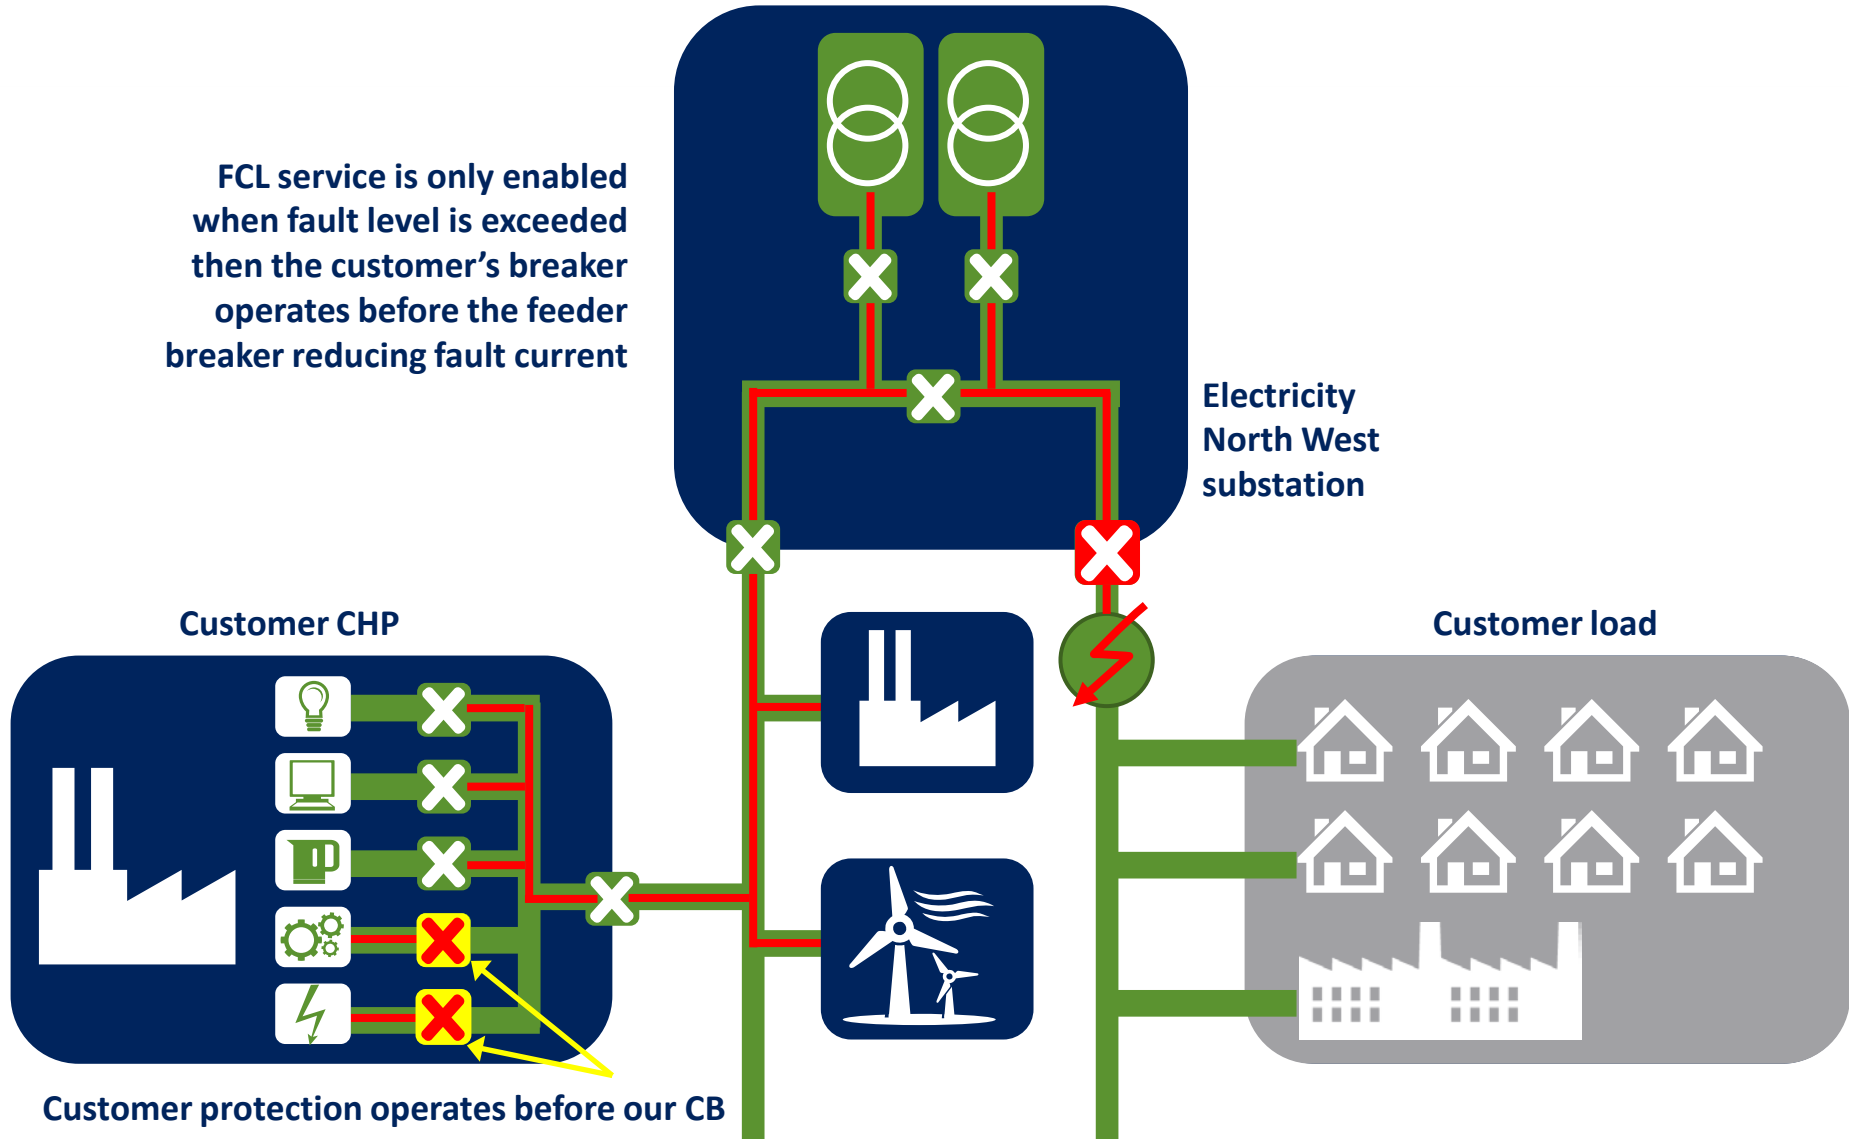 FCL service is only enabled
when fault level is exceeded
then the customer’s breaker
operates before the feeder
breaker reducing fault current
Electricity
North West
substation
Customer CHP
Customer load
Customer protection operates before our CB